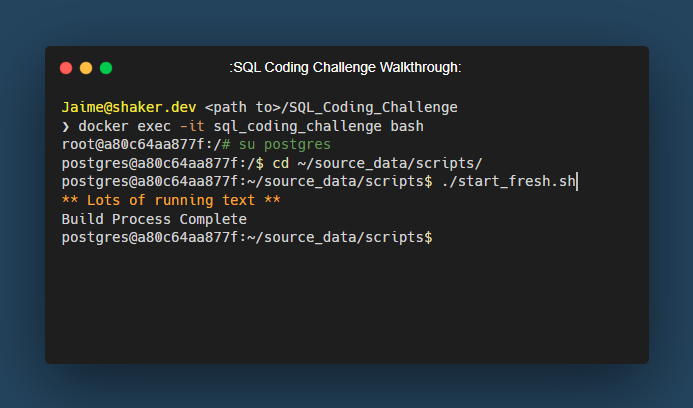 :SQL Coding Challenge Walkthrough:
Jaime@shaker.dev <path to>/SQL_Coding_Challenge
❯ docker exec -it sql_coding_challenge bash
root@a80c64aa877f:/# su postgres
postgres@a80c64aa877f:/$ cd ~/source_data/scripts/
postgres@a80c64aa877f:~/source_data/scripts$ ./start_fresh.sh
** Lots of running text **
Build Process Complete
postgres@a80c64aa877f:~/source_data/scripts$